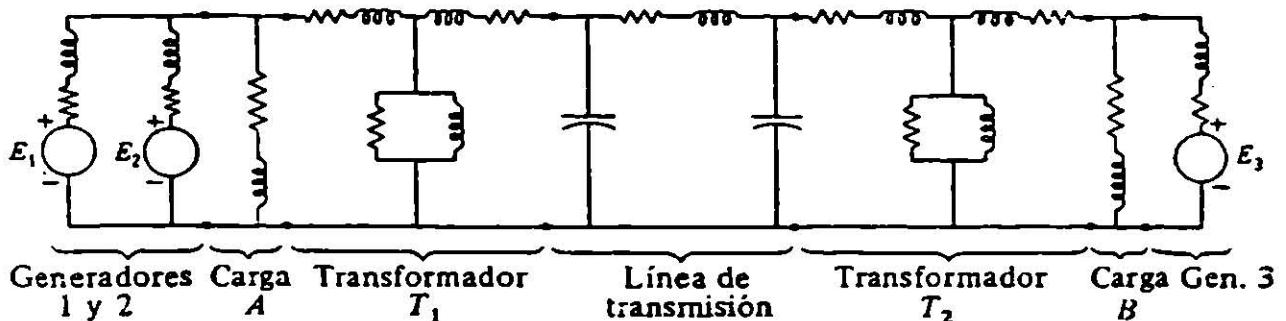 + + +
E₁ E₂ E₃
− − −
Generadores Carga Transformador Línea de Transformador Carga Gen. 3
1 y 2 A T₁ transmisión T₂ B